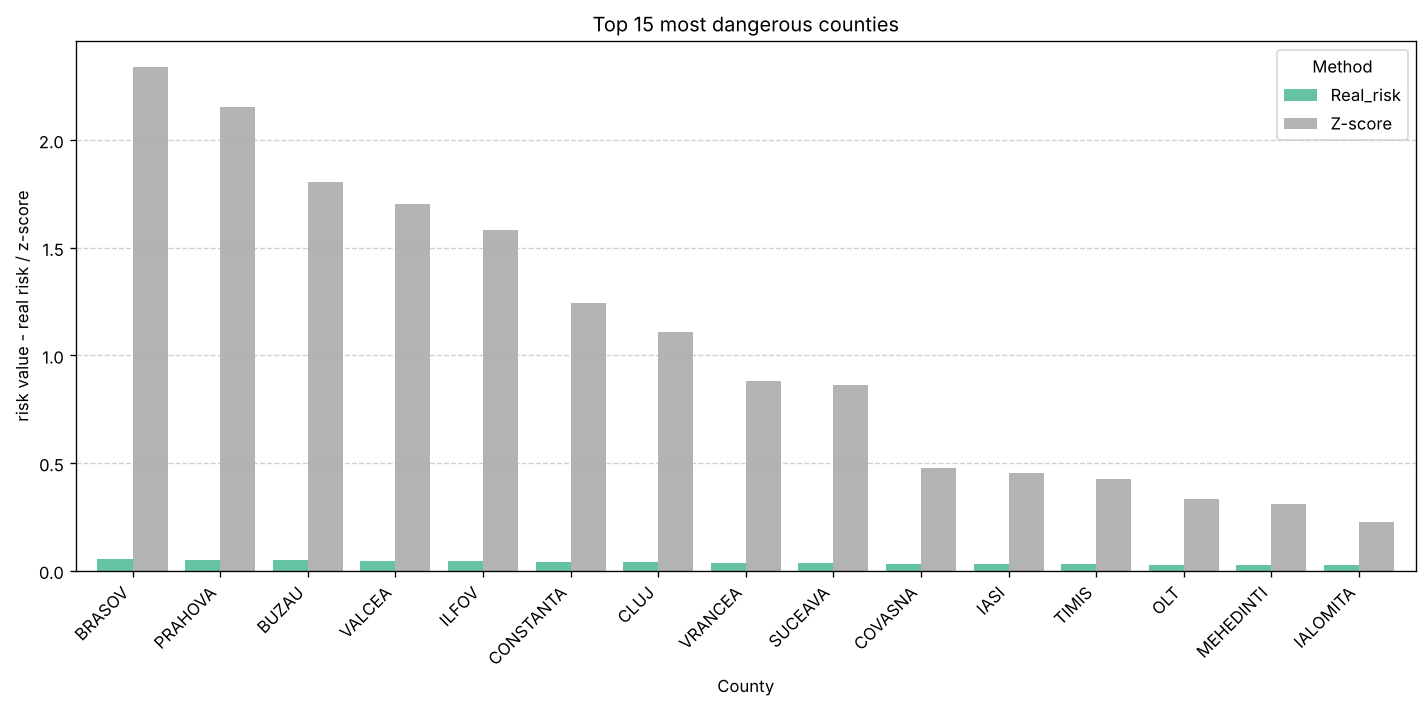 Top 15 most dangerous counties
Method
Real_risk
Z-score
risk value - real risk / z-score
2.0
1.5
1.0
0.5
0.0
BRASOV
PRAHOVA
BUZAU
VALCEA
ILFOV
CONSTANTA
CLUJ
VRANCEA
SUCEAVA
COVASNA
IASI
TIMIS
OLT
MEHEDINTI
IALOMITA
County